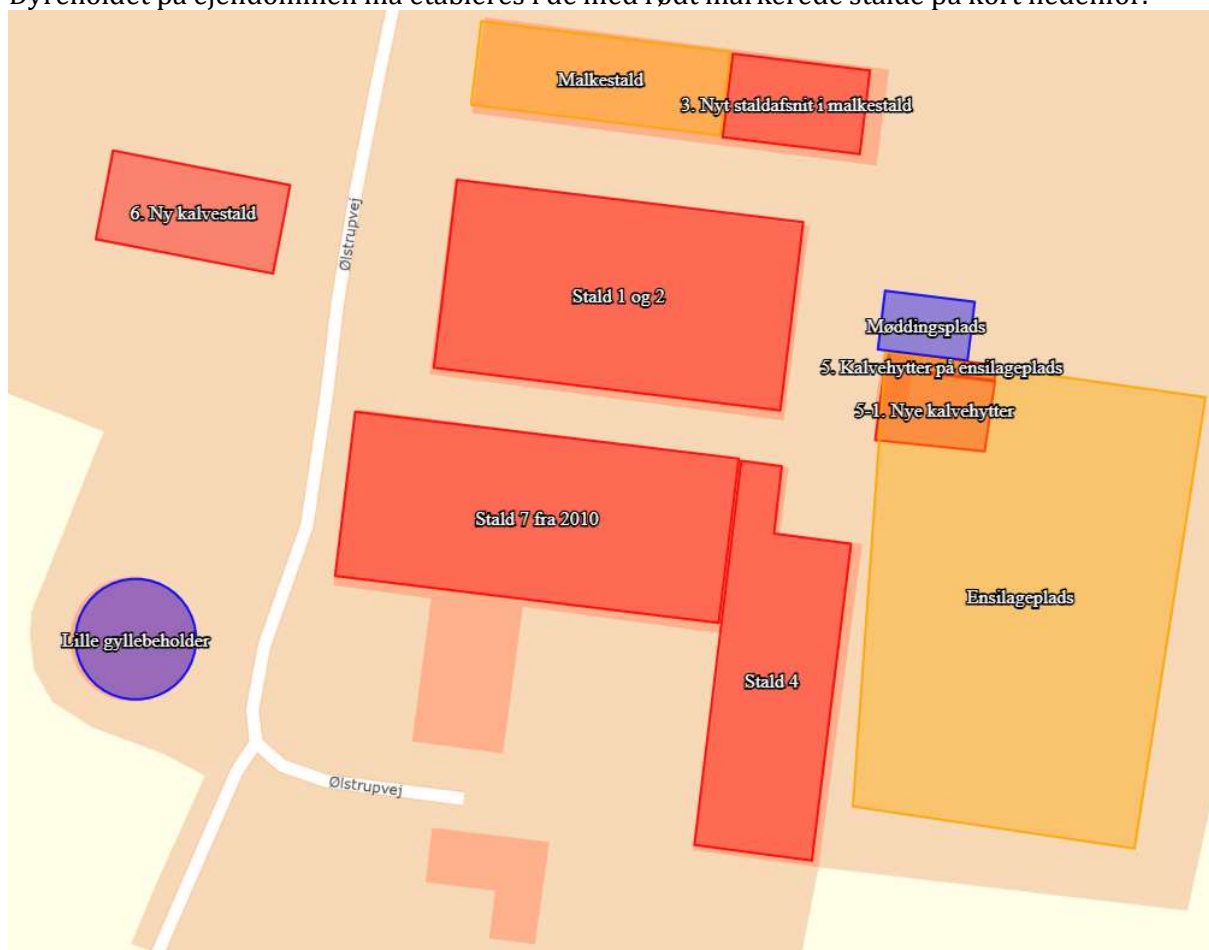 Dyreholdet på ejendommen må etableres i de med rødt markerede stalde på kort nedenfor:
Malkestald
3. Nyt staldafsnit i malkestald
6. Ny kalvestald
Ølstrupvej
Stald 1 og 2
Møddingsplads
5. Kalvehytter på ensilageplads
5-1. Nye kalvehytter
Stald 7 fra 2010
Ensilageplads
Lille gyllebeholder
Stald 4
Ølstrupvej